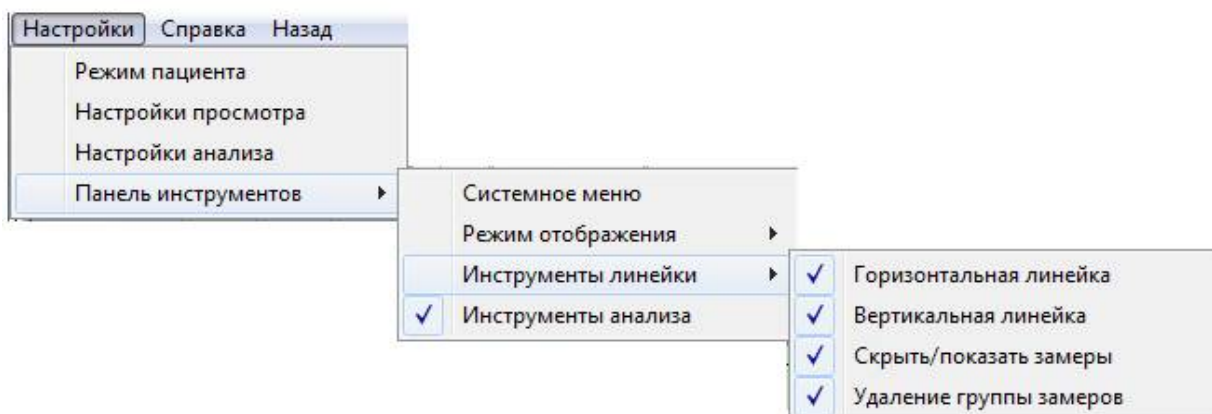 Настройки Справка Назад
Режим пациента
Настройки просмотра
Настройки анализа
Панель инструментов
Системное меню
Режим отображения
Инструменты линейки
Инструменты анализа
Горизонтальная линейка
Вертикальная линейка
Скрыть/показать замеры
Удаление группы замеров